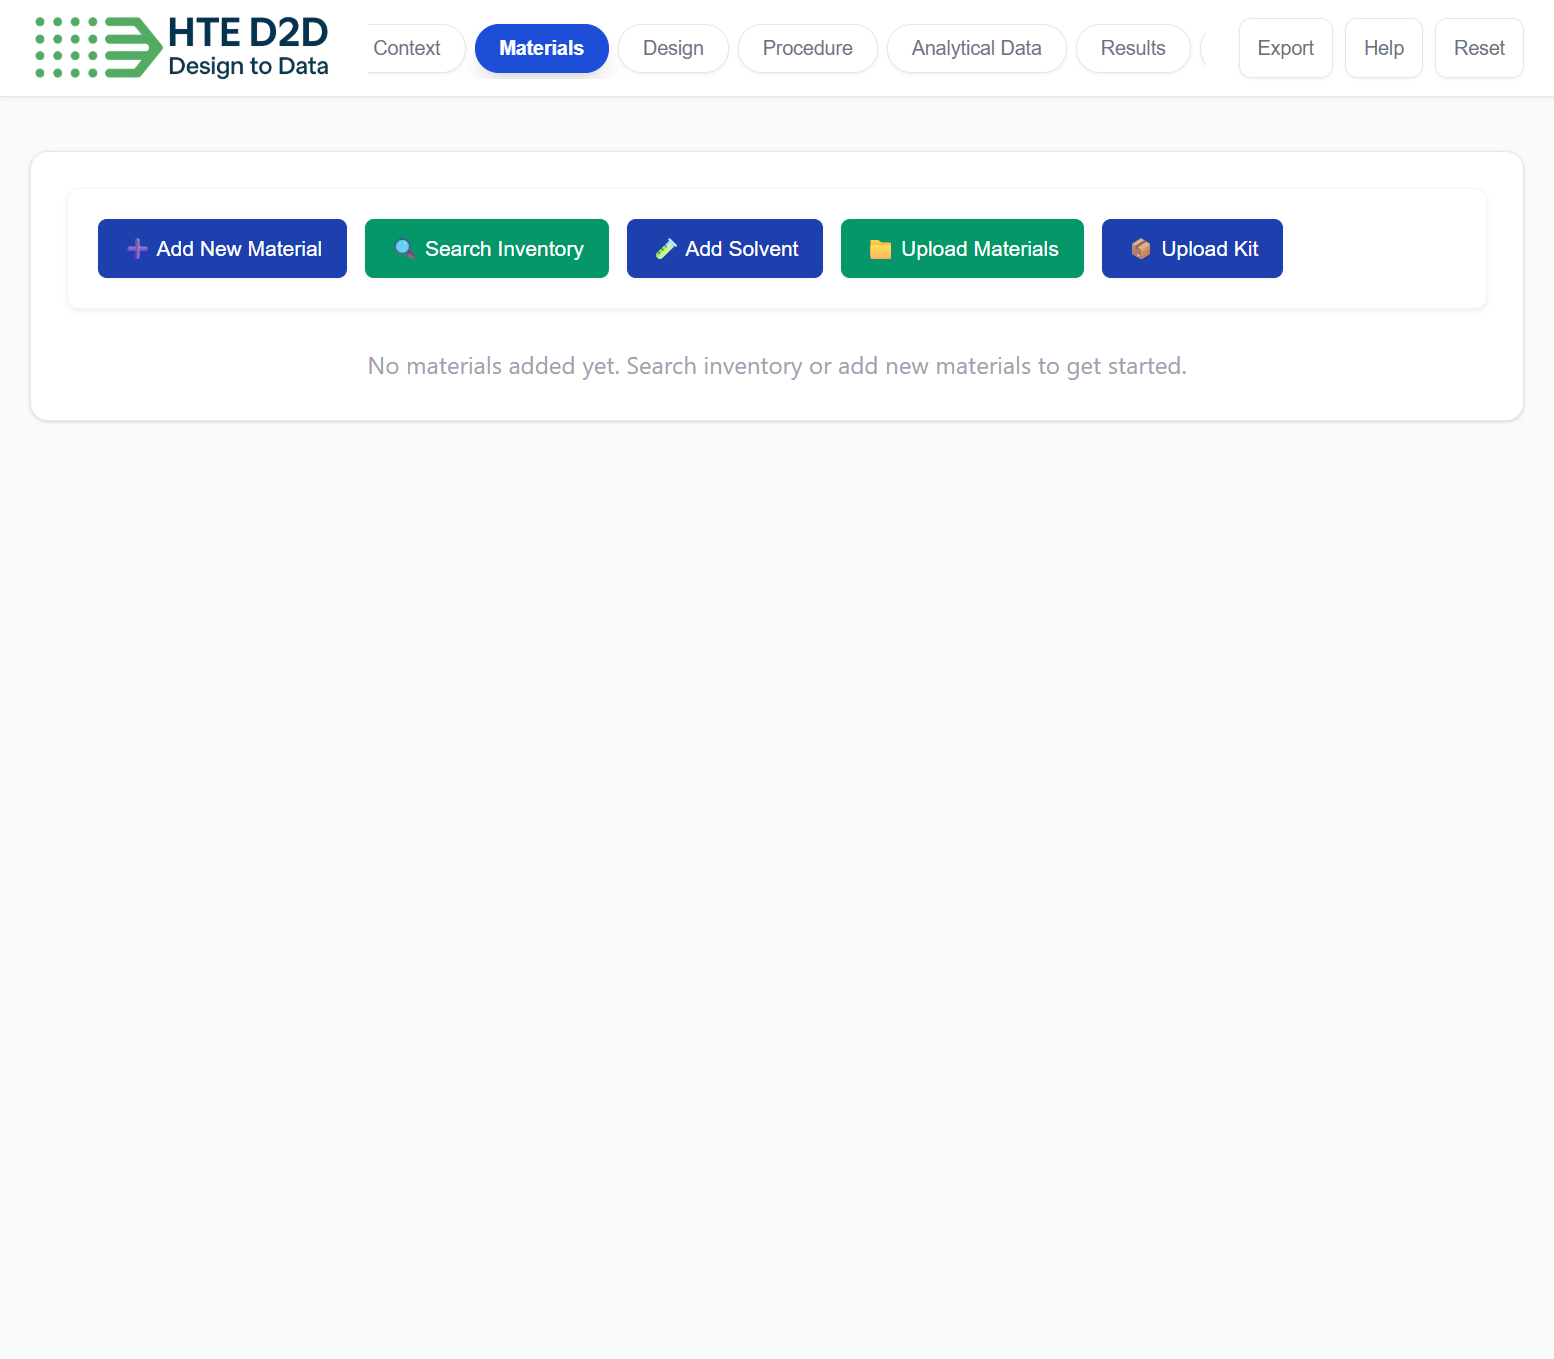 HTE D2D
Design to Data
Context
Materials
Design
Procedure
Analytical Data
Results
Export
Help
Reset
Add New Material
Search Inventory
Add Solvent
Upload Materials
Upload Kit
No materials added yet. Search inventory or add new materials to get started.